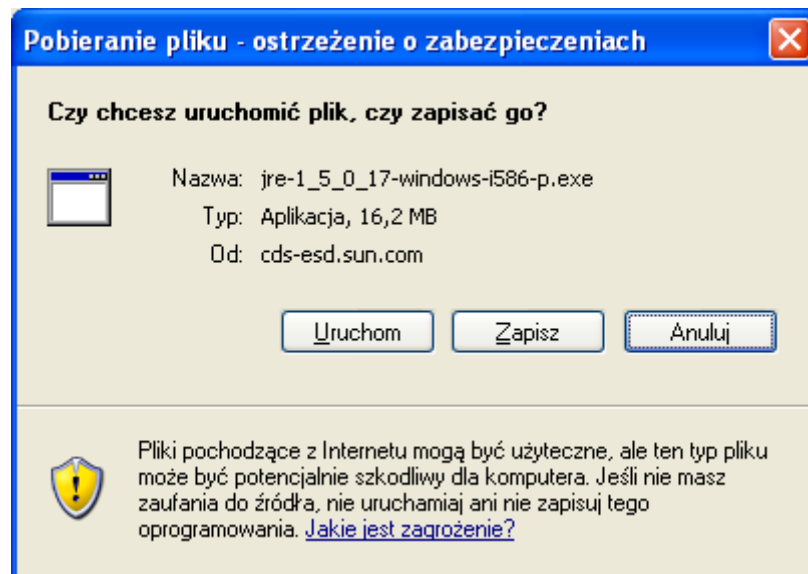 Pobieranie pliku - ostrzeżenie o zabezpieczeniach
Czy chcesz uruchomić plik, czy zapisać go?
Nazwa: jre-1_5_0_17-windows-i586-p.exe
Typ: Aplikacja, 16,2 MB
Od: cds-esd.sun.com
Uruchom Zapisz Anuluj
Pliki pochodzące z Internetu mogą być użyteczne, ale ten typ pliku
może być potencjalnie szkodliwy dla komputera. Jeśli nie masz
zaufania do źródła, nie uruchamiaj ani nie zapisuj tego
oprogramowania. Jakie jest zagrożenie?